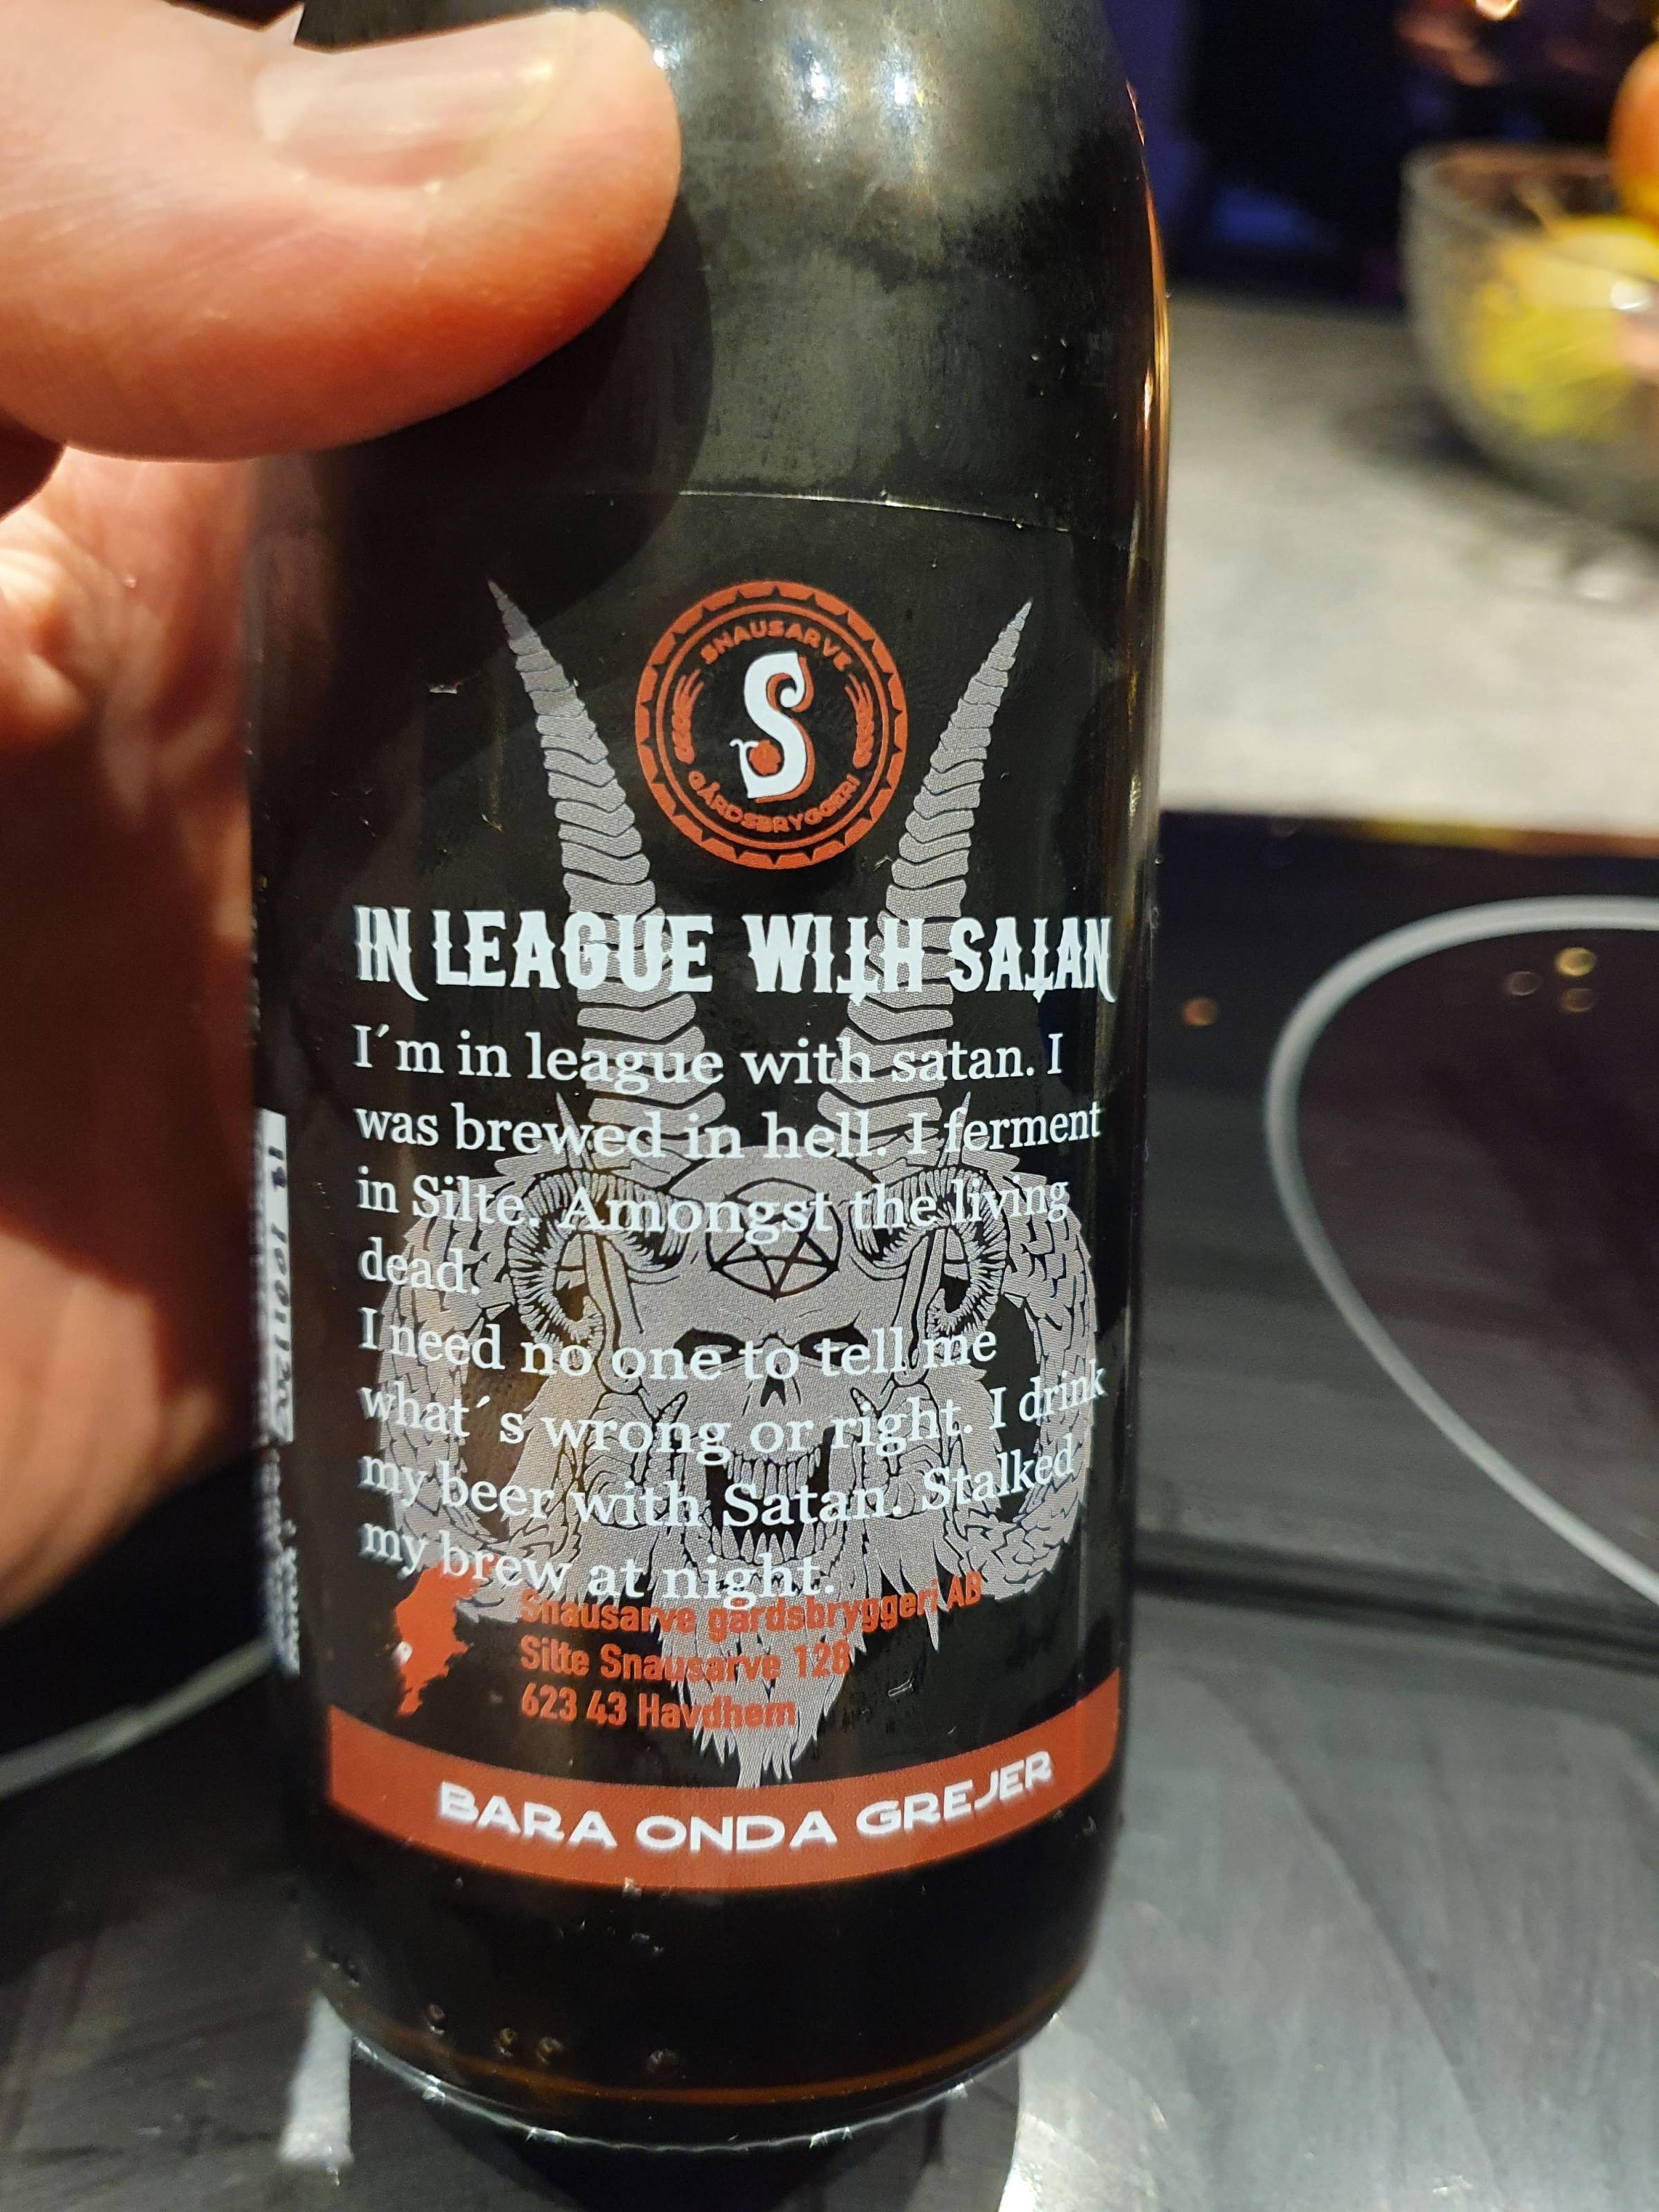 SNAUSARVE
S
GÅRDSBRYGGERI
IN LEAGUE WITH SATAN
I´m in league with satan. I
was brewed in hell. I ferment
in Silte. Amongst the living
dead.
I need no one to tell me
what´s wrong or right. I drink
my beer with Satan. Stalked
my brew at night.
Snausarve gårdsbryggeri AB
Silte Snausarve 128
623 43 Havdhem
BARA ONDA GREJER